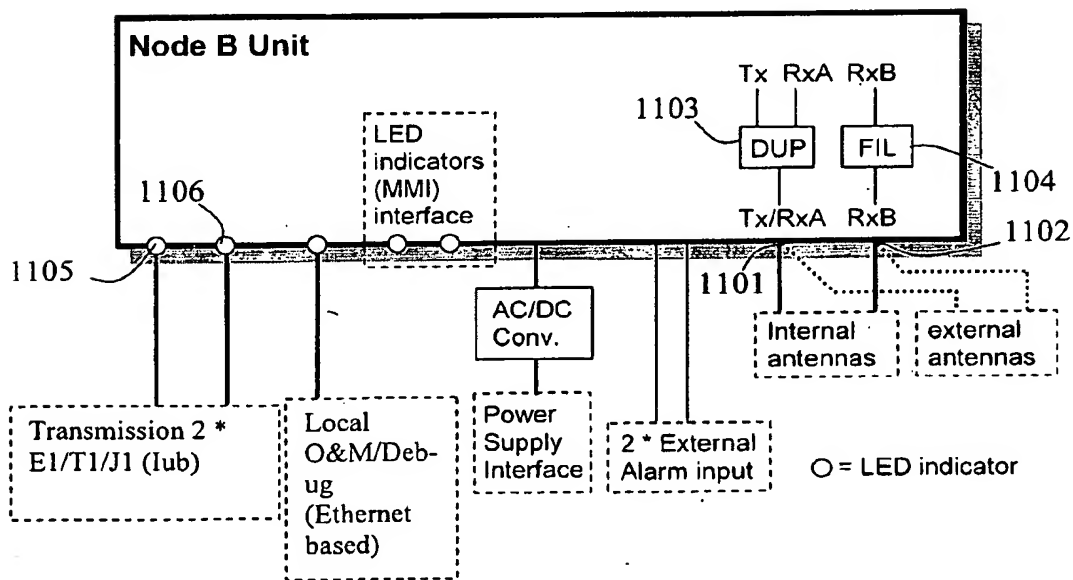 Node B Unit
Tx RxA RxB
1103
LED
indicators
(MMI)
interface
DUP
FIL
1104
1106
Tx/RxA RxB
1105
1101
1102
AC/DC
Conv.
Internal
antennas
external
antennas
Transmission 2 *
E1/T1/J1 (Iub)
Local
O&M/Deb-
ug
(Ethernet
based)
Power
Supply
Interface
2 * External
Alarm input
O = LED indicator